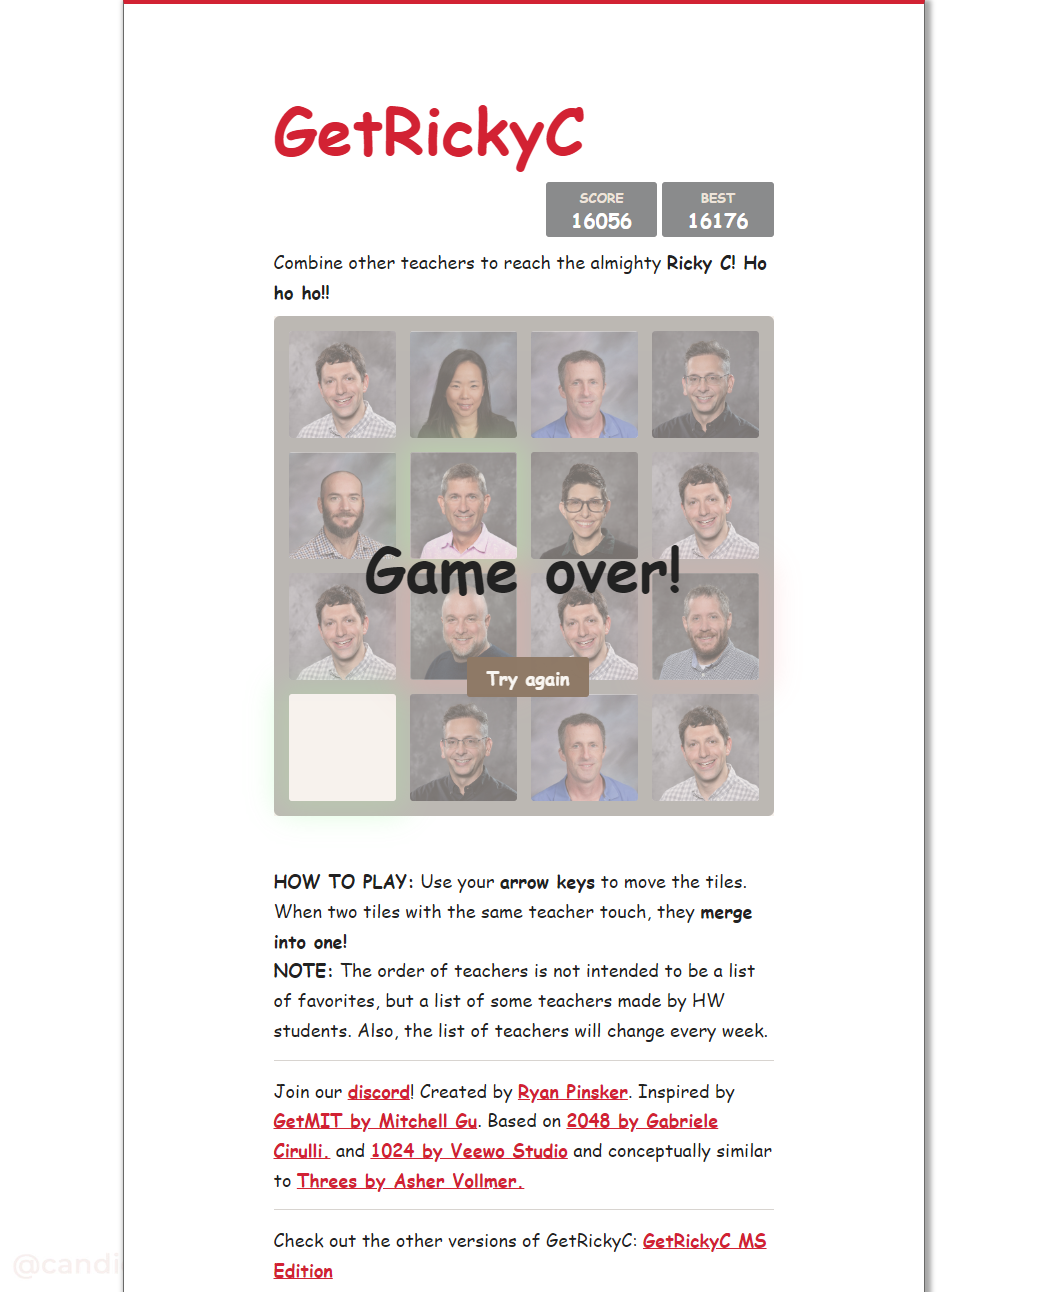 GetRickyC
SCORE
16056
BEST
16176
Combine other teachers to reach the almighty Ricky C! Ho
ho ho!!
Game over!
Try again
HOW TO PLAY: Use your arrow keys to move the tiles.
When two tiles with the same teacher touch, they merge
into one!
NOTE: The order of teachers is not intended to be a list
of favorites, but a list of some teachers made by HW
students. Also, the list of teachers will change every week.
Join our discord! Created by Ryan Pinsker. Inspired by
GetMIT by Mitchell Gu. Based on 2048 by Gabriele
Cirulli. and 1024 by Veewo Studio and conceptually similar
to Threes by Asher Vollmer.
Check out the other versions of GetRickyC: GetRickyC MS
Edition